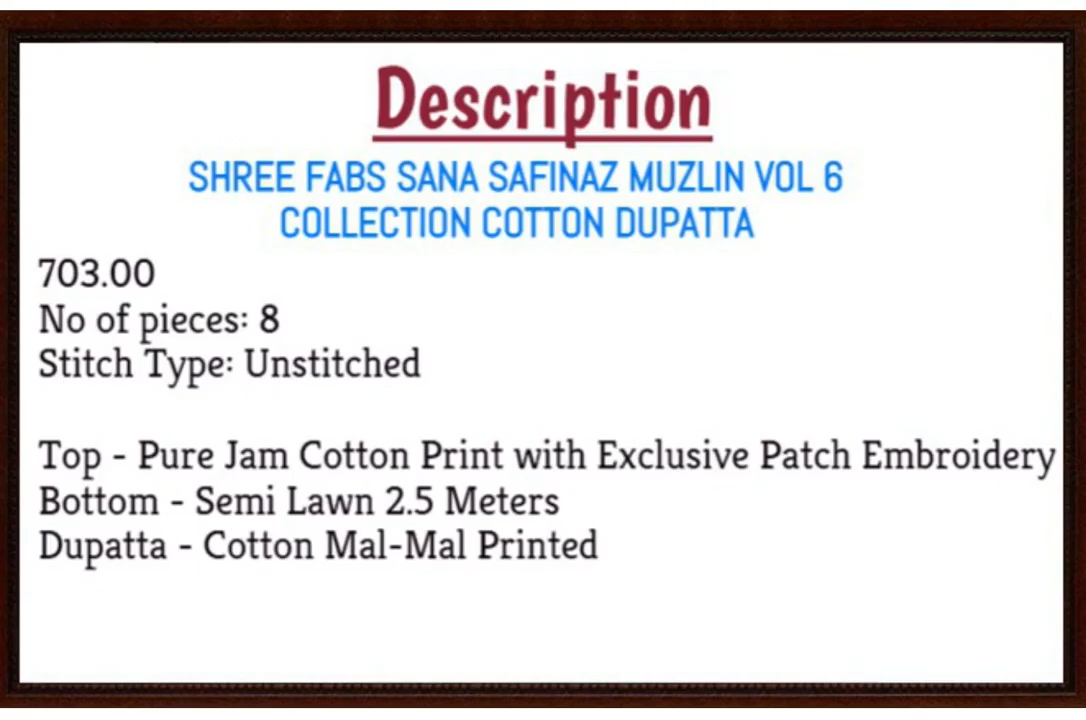 Description
SHREE FABS SANA SAFINAZ MUZLIN VOL 6
COLLECTION COTTON DUPATTA
703.00
No of pieces: 8
Stitch Type: Unstitched
Top - Pure Jam Cotton Print with Exclusive Patch Embroidery
Bottom - Semi Lawn 2.5 Meters
Dupatta - Cotton Mal-Mal Printed